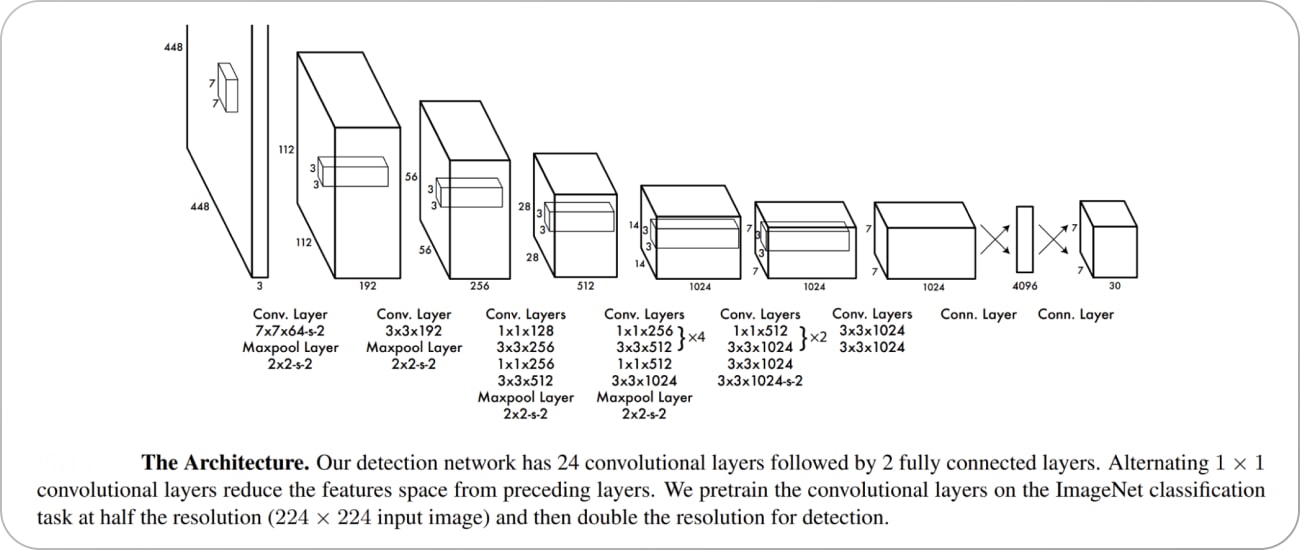 448
7
7
448
3
112
3
3
112
192
56
3
3
56
256
28
3
3
28
512
14
3
3
14
1024
7
3
3
7
1024
7
7
1024
4096
7
7
30
Conv. Layer
7x7x64-s-2
Maxpool Layer
2x2-s-2
Conv. Layer
3x3x192
Maxpool Layer
2x2-s-2
Conv. Layers
1x1x128
3x3x256
1x1x256
3x3x512
Maxpool Layer
2x2-s-2
Conv. Layers
1x1x256
3x3x512 }×4
1x1x512
3x3x1024
Maxpool Layer
2x2-s-2
Conv. Layers
1x1x512
3x3x1024 }×2
3x3x1024
3x3x1024-s-2
Conv. Layers
3x3x1024
3x3x1024
Conn. Layer
Conn. Layer
The Architecture. Our detection network has 24 convolutional layers followed by 2 fully connected layers. Alternating 1 × 1
convolutional layers reduce the features space from preceding layers. We pretrain the convolutional layers on the ImageNet classification
task at half the resolution (224 × 224 input image) and then double the resolution for detection.